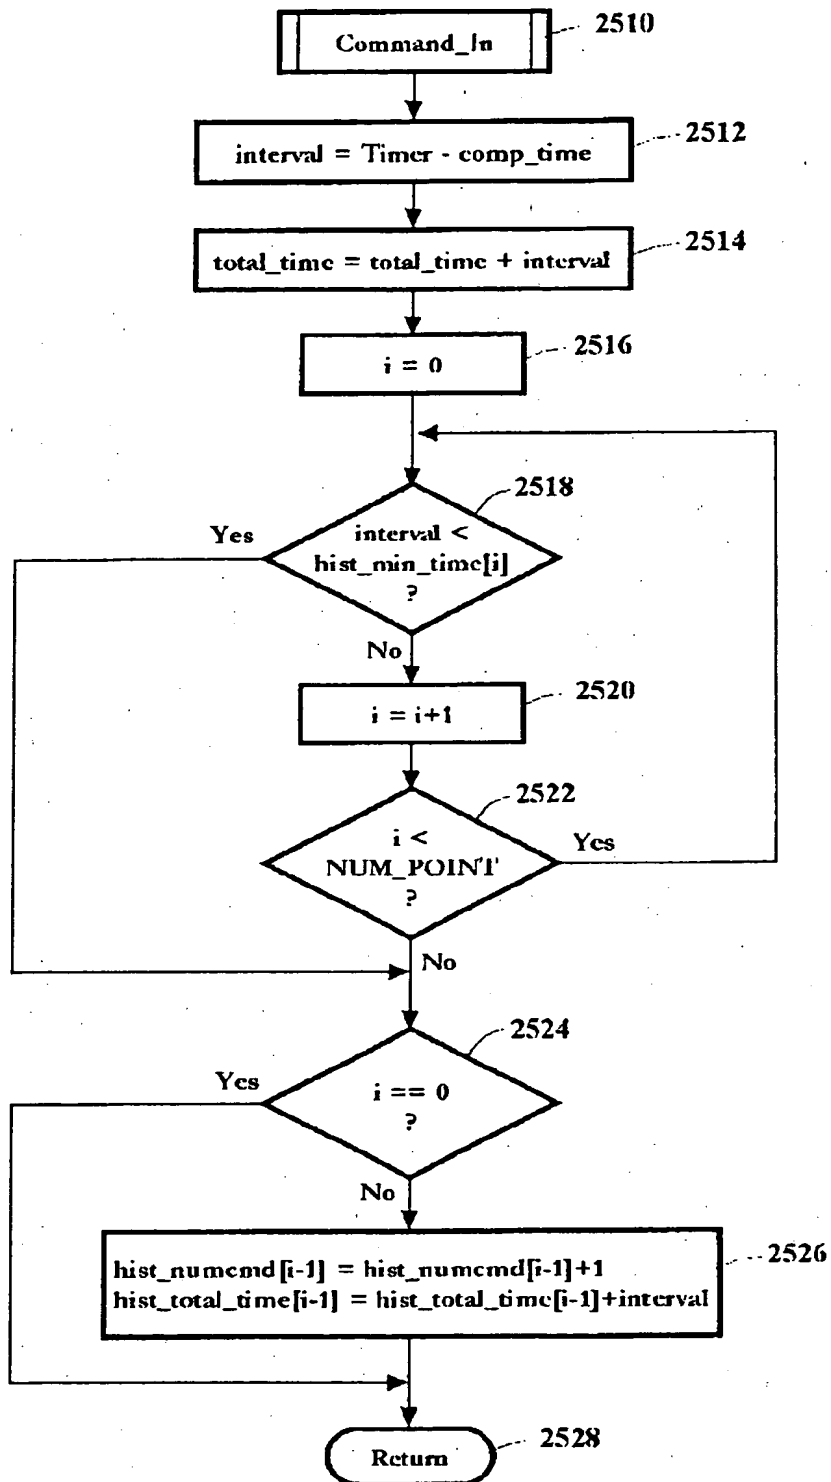 Command_In
2510
interval = Timer - comp_time
2512
total_time = total_time + interval
2514
i = 0
2516
2518
interval <
hist_min_time[i]
?
Yes
No
i = i+1
2520
2522
i <
NUM_POINT
?
Yes
No
2524
i == 0
?
Yes
No
hist_numcmd[i-1] = hist_numcmd[i-1]+1
hist_total_time[i-1] = hist_total_time[i-1]+interval
2526
Return
2528